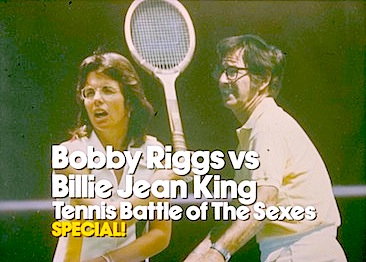 Bobby Riggs vs
Billie Jean King
Tennis Battle of The Sexes
SPECIAL!